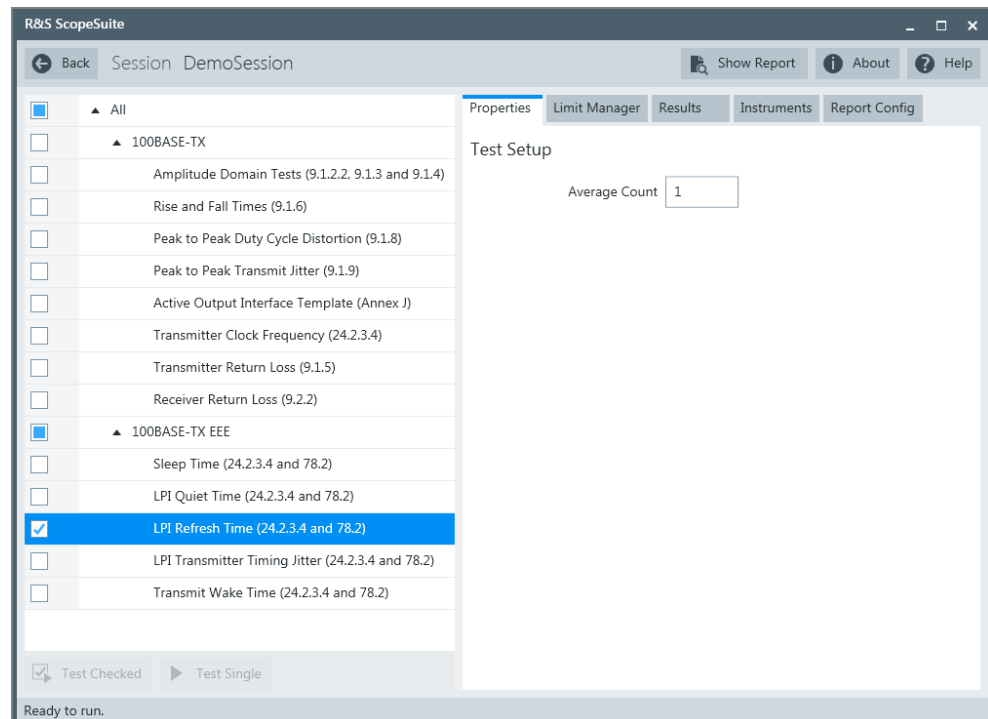 R&S ScopeSuite
Back Session DemoSession Show Report About Help
All
100BASE-TX
Amplitude Domain Tests (9.1.2.2, 9.1.3 and 9.1.4)
Rise and Fall Times (9.1.6)
Peak to Peak Duty Cycle Distortion (9.1.8)
Peak to Peak Transmit Jitter (9.1.9)
Active Output Interface Template (Annex J)
Transmitter Clock Frequency (24.2.3.4)
Transmitter Return Loss (9.1.5)
Receiver Return Loss (9.2.2)
100BASE-TX EEE
Sleep Time (24.2.3.4 and 78.2)
LPI Quiet Time (24.2.3.4 and 78.2)
LPI Refresh Time (24.2.3.4 and 78.2)
LPI Transmitter Timing Jitter (24.2.3.4 and 78.2)
Transmit Wake Time (24.2.3.4 and 78.2)
Test Checked Test Single
Properties Limit Manager Results Instruments Report Config
Test Setup
Average Count 1
Ready to run.